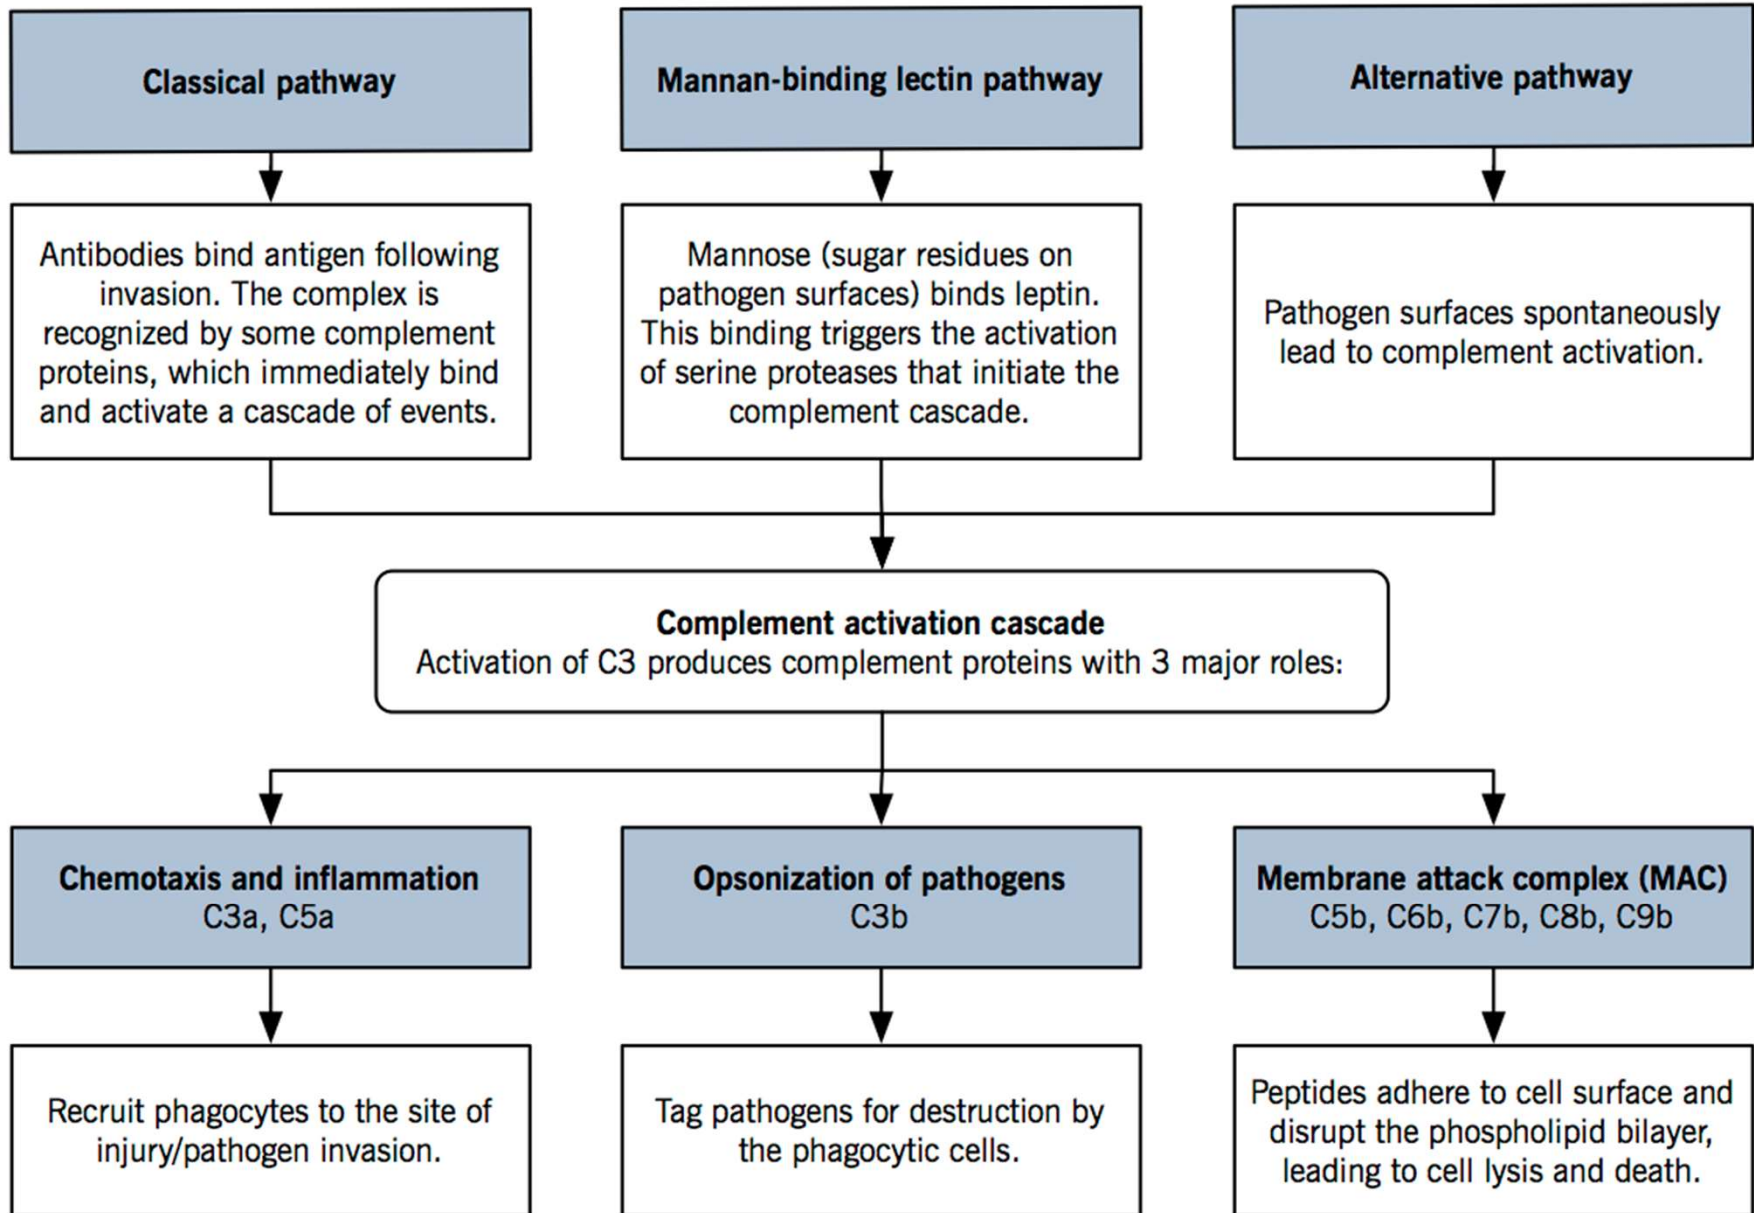 Classical pathway
Mannan-binding lectin pathway
Alternative pathway
Antibodies bind antigen following
invasion. The complex is
recognized by some complement
proteins, which immediately bind
and activate a cascade of events.
Mannose (sugar residues on
pathogen surfaces) binds leptin.
This binding triggers the activation
of serine proteases that initiate the
complement cascade.
Pathogen surfaces spontaneously
lead to complement activation.
Complement activation cascade
Activation of C3 produces complement proteins with 3 major roles:
Chemotaxis and inflammation
C3a, C5a
Opsonization of pathogens
C3b
Membrane attack complex (MAC)
C5b, C6b, C7b, C8b, C9b
Recruit phagocytes to the site of
injury/pathogen invasion.
Tag pathogens for destruction by
the phagocytic cells.
Peptides adhere to cell surface and
disrupt the phospholipid bilayer,
leading to cell lysis and death.